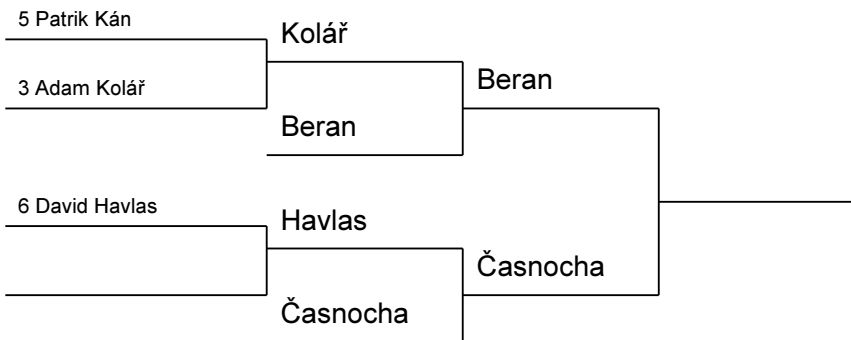 5 Patrik Kán
Kolář
3 Adam Kolář
Beran
Beran
6 David Havlas
Havlas
Časnocha
Časnocha